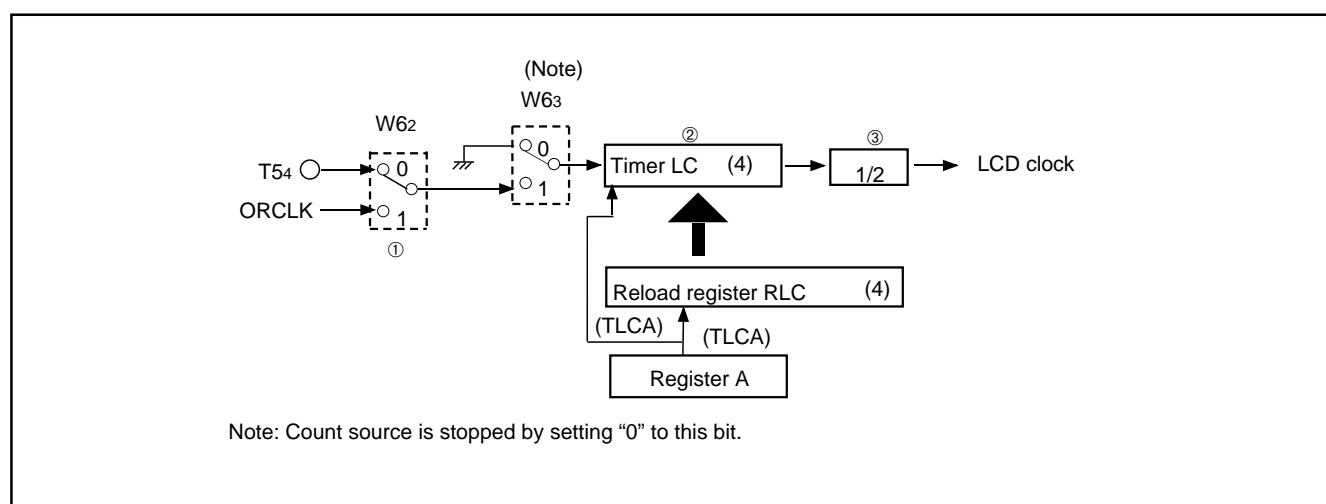 (Note)
W63
W62
T54
0
ORCLK
1
①
0
1
②
Timer LC (4)
③
1/2
LCD clock
Reload register RLC (4)
(TLCA)
(TLCA)
Register A
Note: Count source is stopped by setting “0” to this bit.